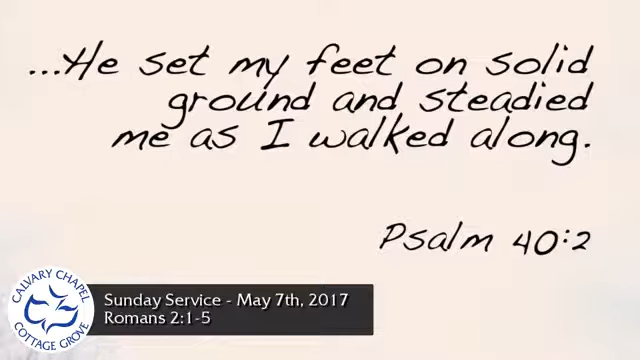 ...He set my feet on solid
ground and steadied
me as I walked along.
Psalm 40:2
CALVARY CHAPEL
COTTAGE GROVE
Sunday Service - May 7th, 2017
Romans 2:1-5